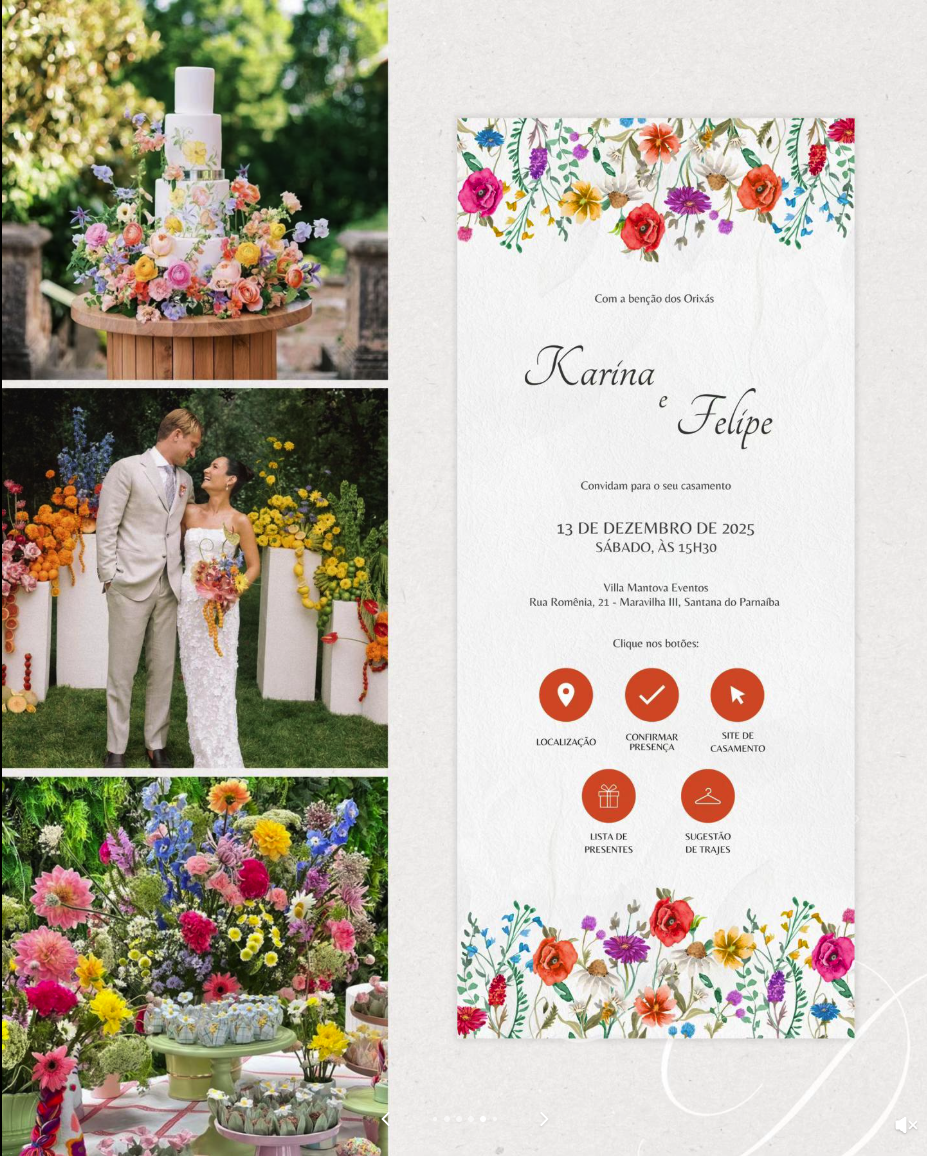 Com a benção dos Orixás
Karina
e
Felipe
Convidam para o seu casamento
13 DE DEZEMBRO DE 2025
SÁBADO, ÀS 15H30
Villa Mantova Eventos
Rua Romênia, 21 - Maravilha III, Santana do Parnaíba
Clique nos botões:
LOCALIZAÇÃO
CONFIRMAR
PRESENÇA
SITE DE
CASAMENTO
LISTA DE
PRESENTES
SUGESTÃO
DE TRAJES